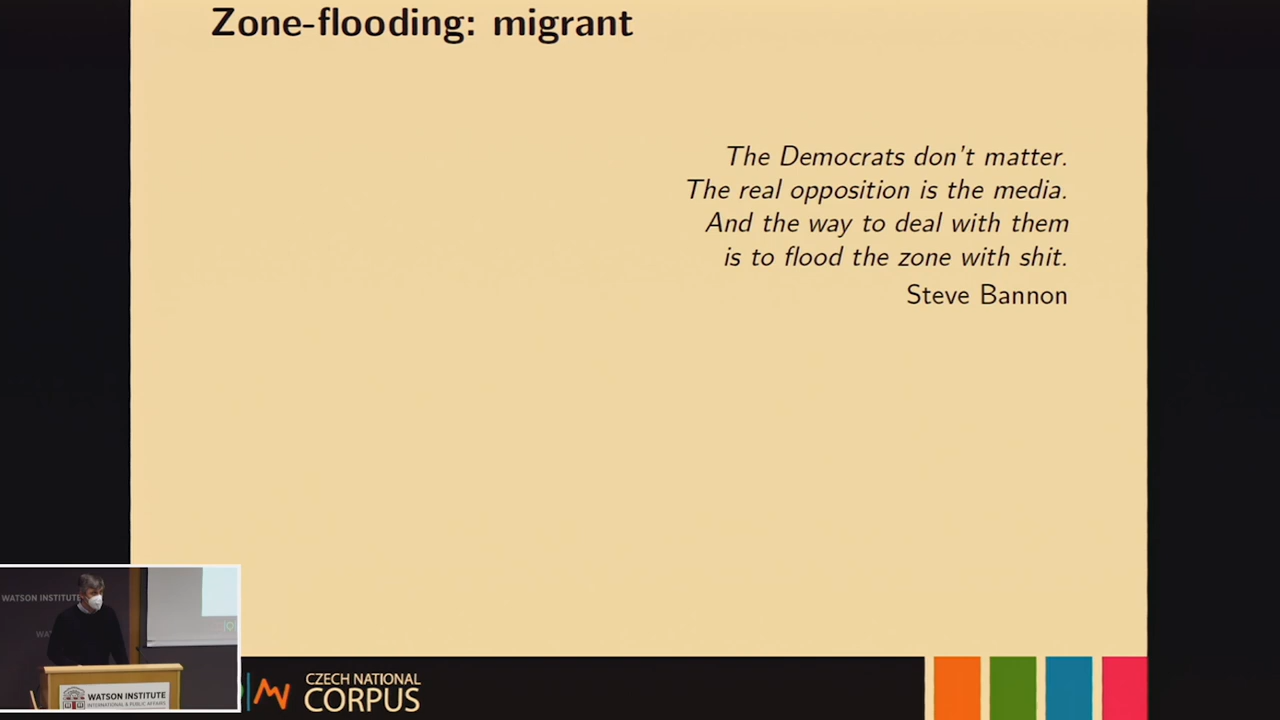 Zone-flooding: migrant
The Democrats don't matter.
The real opposition is the media.
And the way to deal with them
is to flood the zone with shit.
Steve Bannon
WATSON INSTITUTE
WATSON INSTITUTE
INTERNATIONAL & PUBLIC AFFAIRS
CZECH NATIONAL
CORPUS